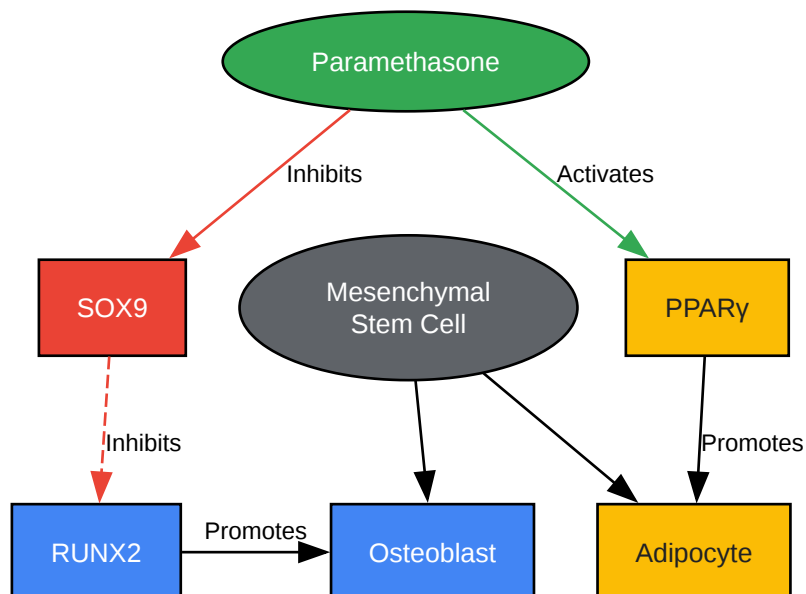 Paramethasone
Inhibits
Activates
SOX9
Mesenchymal
Stem Cell
PPARγ
Inhibits
Promotes
RUNX2
Promotes
Osteoblast
Adipocyte